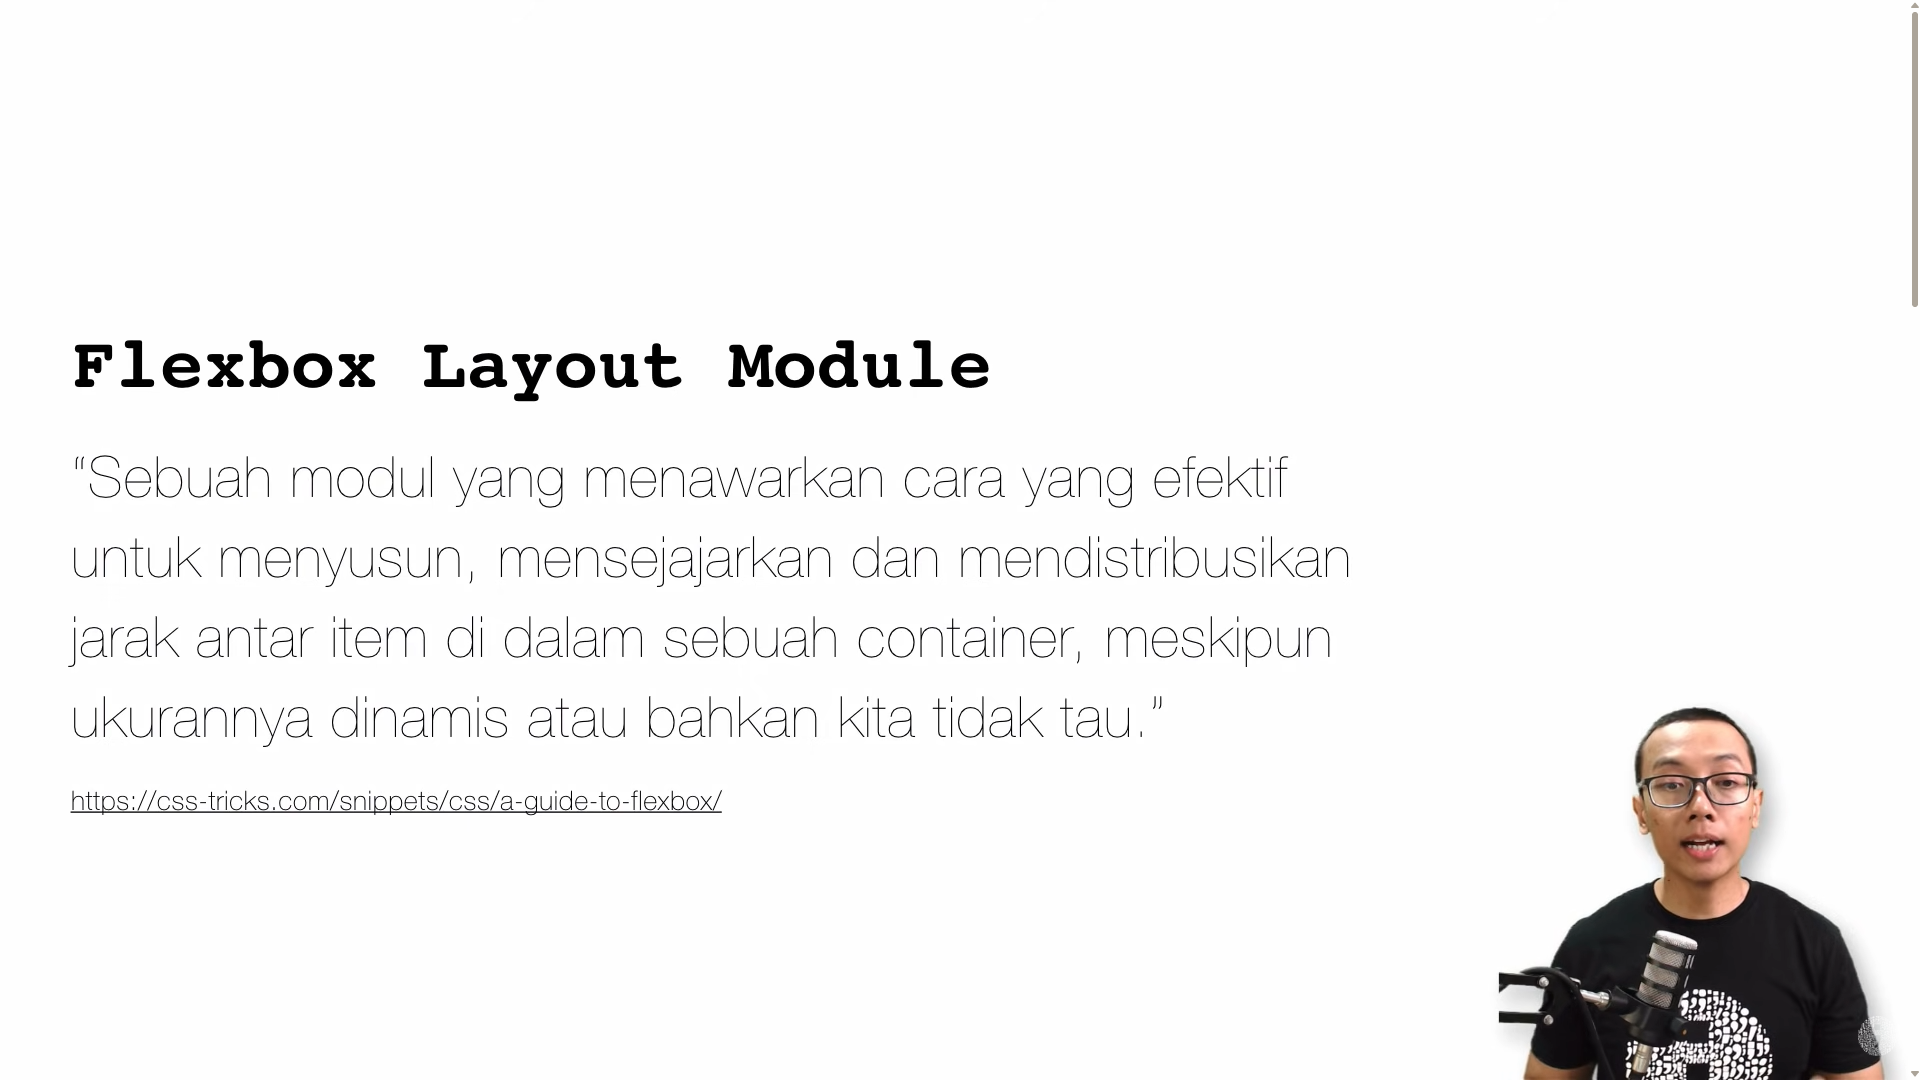 Flexbox Layout Module
“Sebuah modul yang menawarkan cara yang efektif
untuk menyusun, mensejajarkan dan mendistribusikan
jarak antar item di dalam sebuah container, meskipun
ukurannya dinamis atau bahkan kita tidak tau.”
https://css-tricks.com/snippets/css/a-guide-to-flexbox/